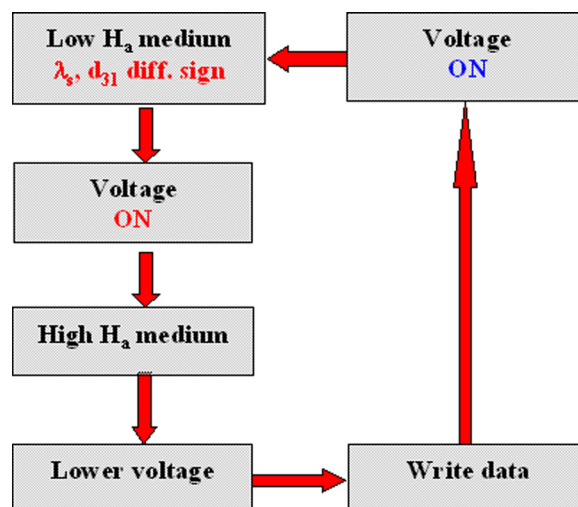 Low Hₐ medium
λₛ, d₃₁ diff. sign
Voltage
ON
Voltage
ON
High Hₐ medium
Lower voltage
Write data